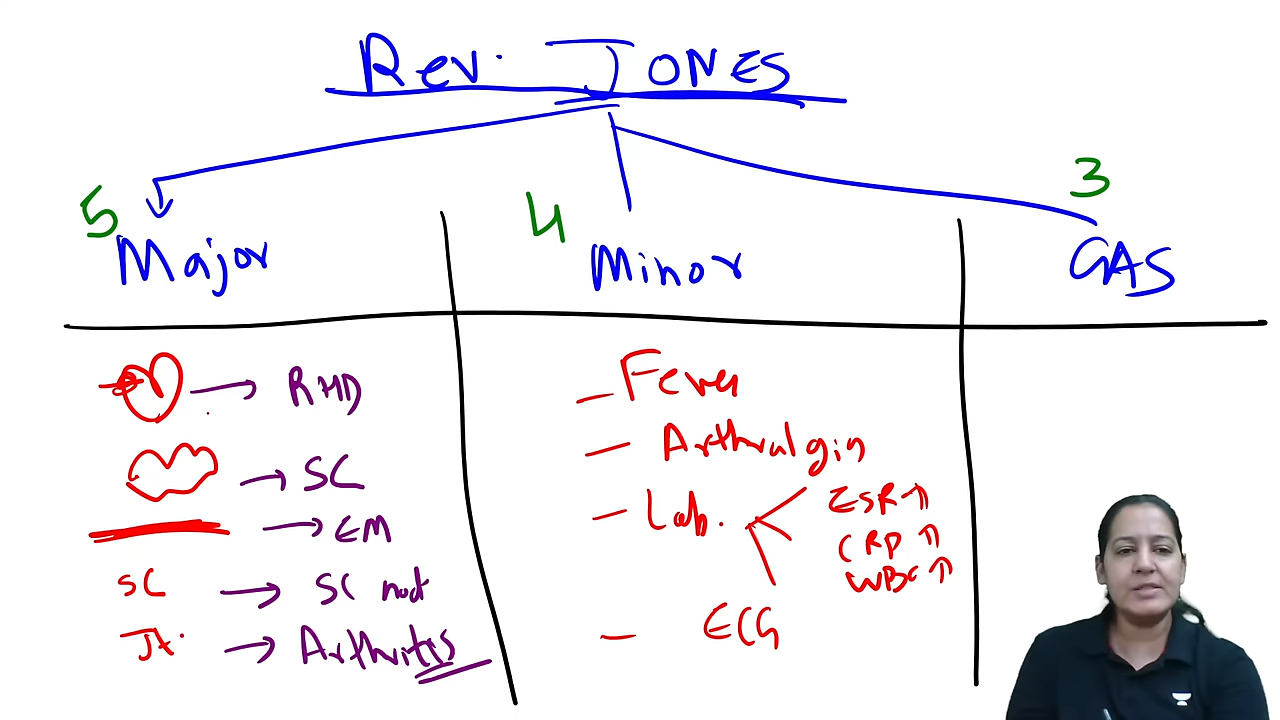 Rev. JONES
5 Major
4 Minor
3 GAS
→ RHD
→ SC
→ EM
SC → SC nod
Jt. → Arthritis
– Fever
– Arthralgia
– Lab. ESR ↑
CRP ↑
WBC ↑
– ECG